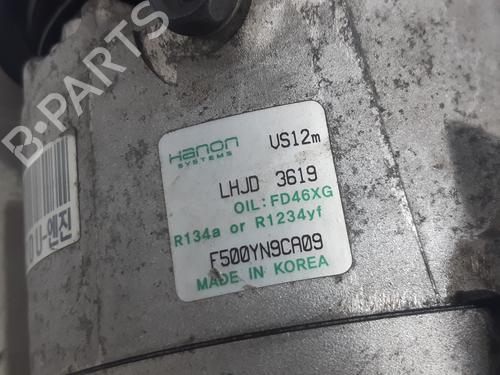 B-PARTS
Hanon
SYSTEMS
VS12m
LHJD 3619
OIL: FD46XG
R134a or R1234yf
F500YN9CA09
MADE IN KOREA
U-엔진